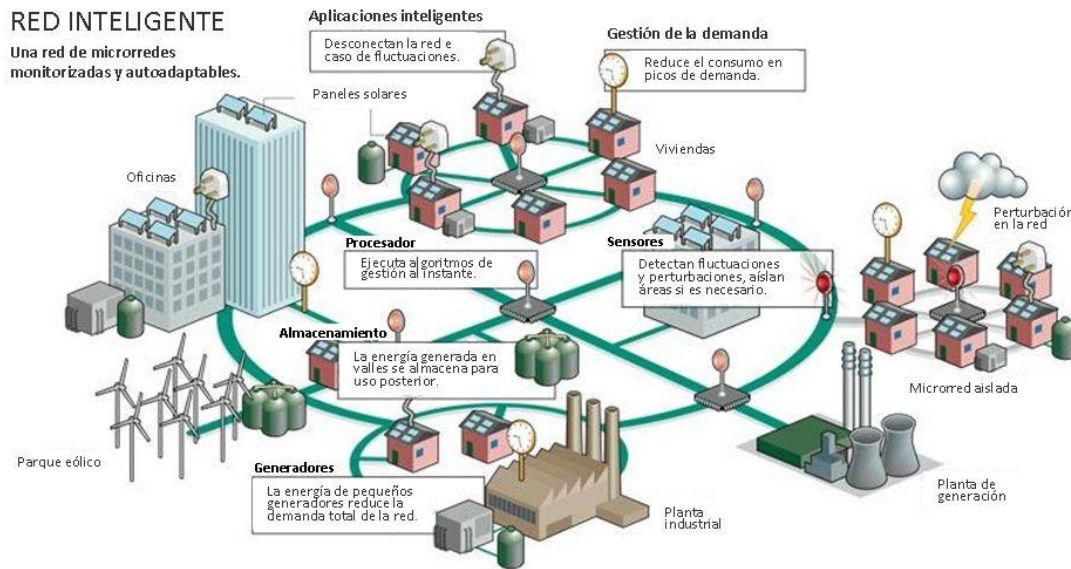 RED INTELIGENTE
Una red de microrredes
monitorizadas y autoadaptables.
Aplicaciones inteligentes
Desconectan la red e
caso de fluctuaciones.
Gestión de la demanda
Reduce el consumo en
picos de demanda.
Paneles solares
Viviendas
Oficinas
Perturbación
en la red
Procesador
Ejecuta algoritmos de
gestión al instante.
Sensores
Detectan fluctuaciones
y perturbaciones, aíslan
áreas si es necesario.
Almacenamiento
La energía generada en
valles se almacena para
uso posterior.
Microrred aislada
Parque eólico
Generadores
La energía de pequeños
generadores reduce la
demanda total de la red.
Planta
industrial
Planta de
generación